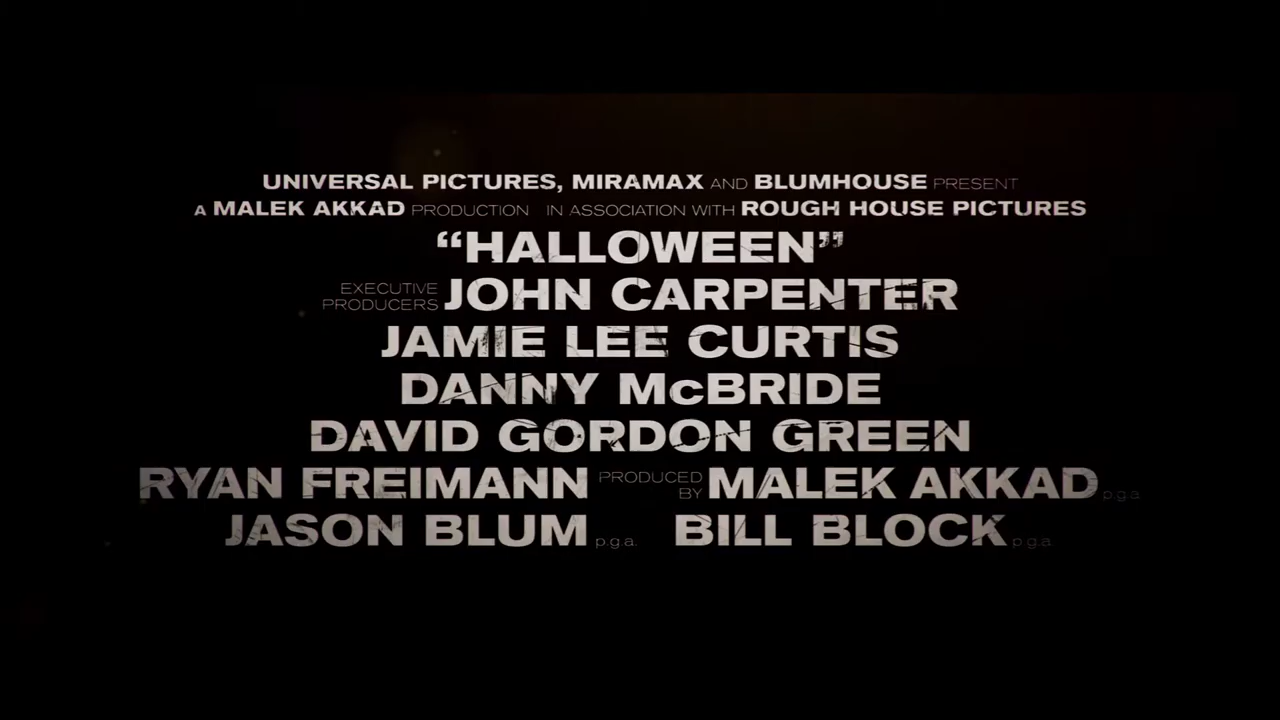 UNIVERSAL PICTURES, MIRAMAX AND BLUMHOUSE PRESENT
A MALEK AKKAD PRODUCTION IN ASSOCIATION WITH ROUGH HOUSE PICTURES
“HALLOWEEN”
EXECUTIVE PRODUCERS JOHN CARPENTER
JAMIE LEE CURTIS
DANNY McBRIDE
DAVID GORDON GREEN
RYAN FREIMANN PRODUCED BY MALEK AKKAD p.g.a.
JASON BLUM p.g.a. BILL BLOCK p.g.a.